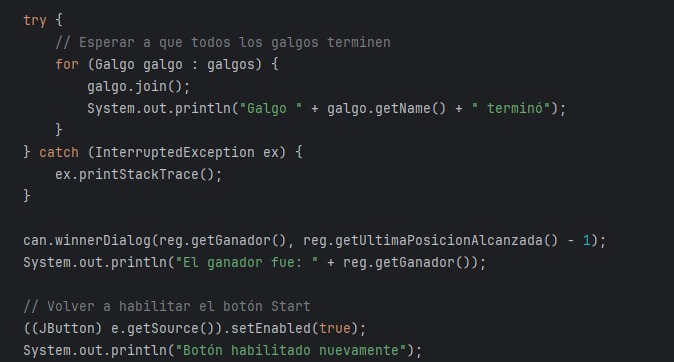 try {
    // Esperar a que todos los galgos terminen
    for (Galgo galgo : galgos) {
        galgo.join();
        System.out.println("Galgo " + galgo.getName() + " terminó");
    }
} catch (InterruptedException ex) {
    ex.printStackTrace();
}

can.winnerDialog(reg.getGanador(), reg.getUltimaPosicionAlcanzada() - 1);
System.out.println("El ganador fue: " + reg.getGanador());

// Volver a habilitar el botón Start
((JButton) e.getSource()).setEnabled(true);
System.out.println("Botón habilitado nuevamente");